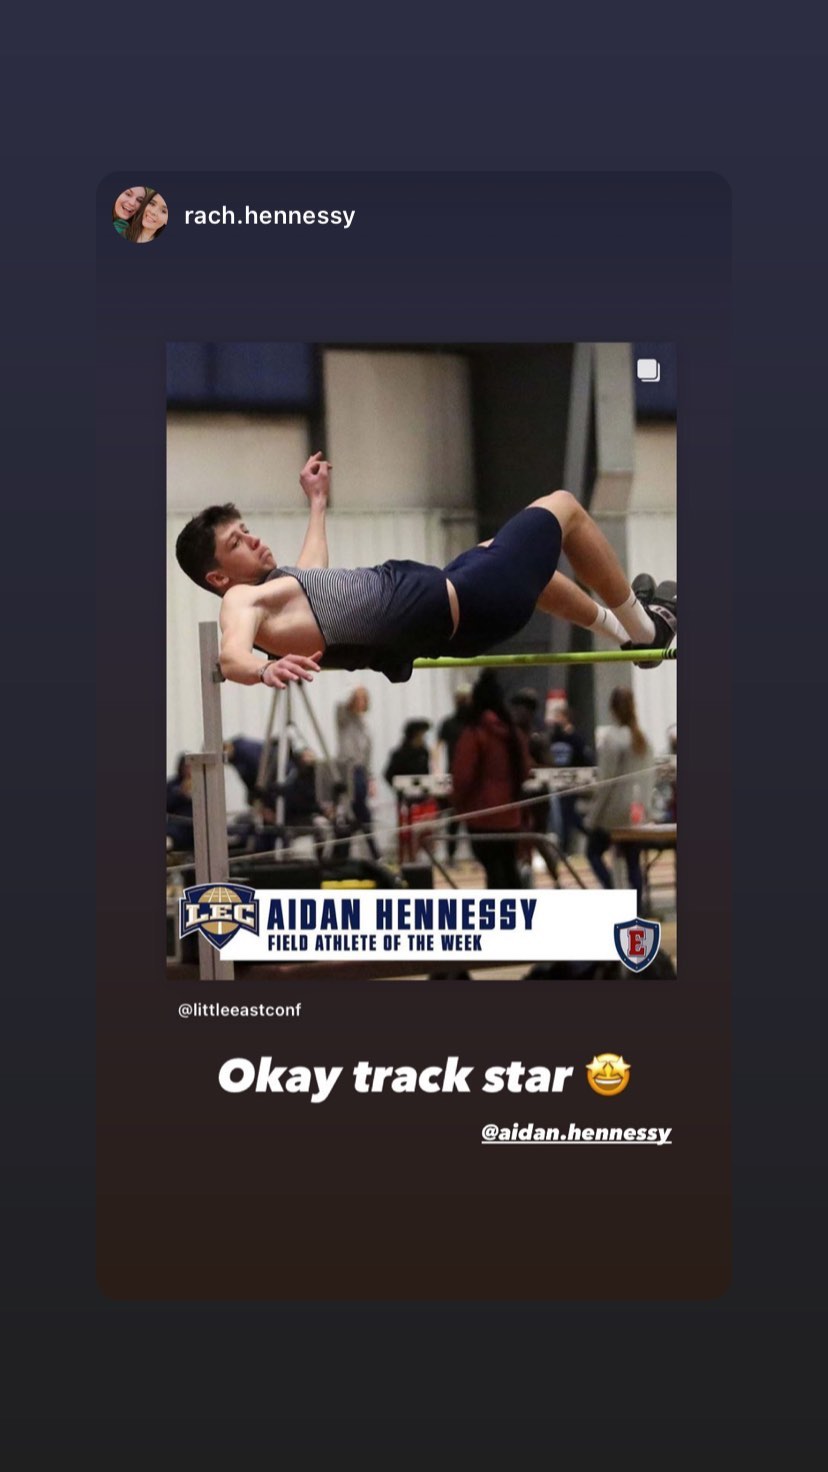 rach.hennessy
LEC
AIDAN HENNESSY
FIELD ATHLETE OF THE WEEK
E
@littleeastconf
Okay track star 🤩
@aidan.hennessy